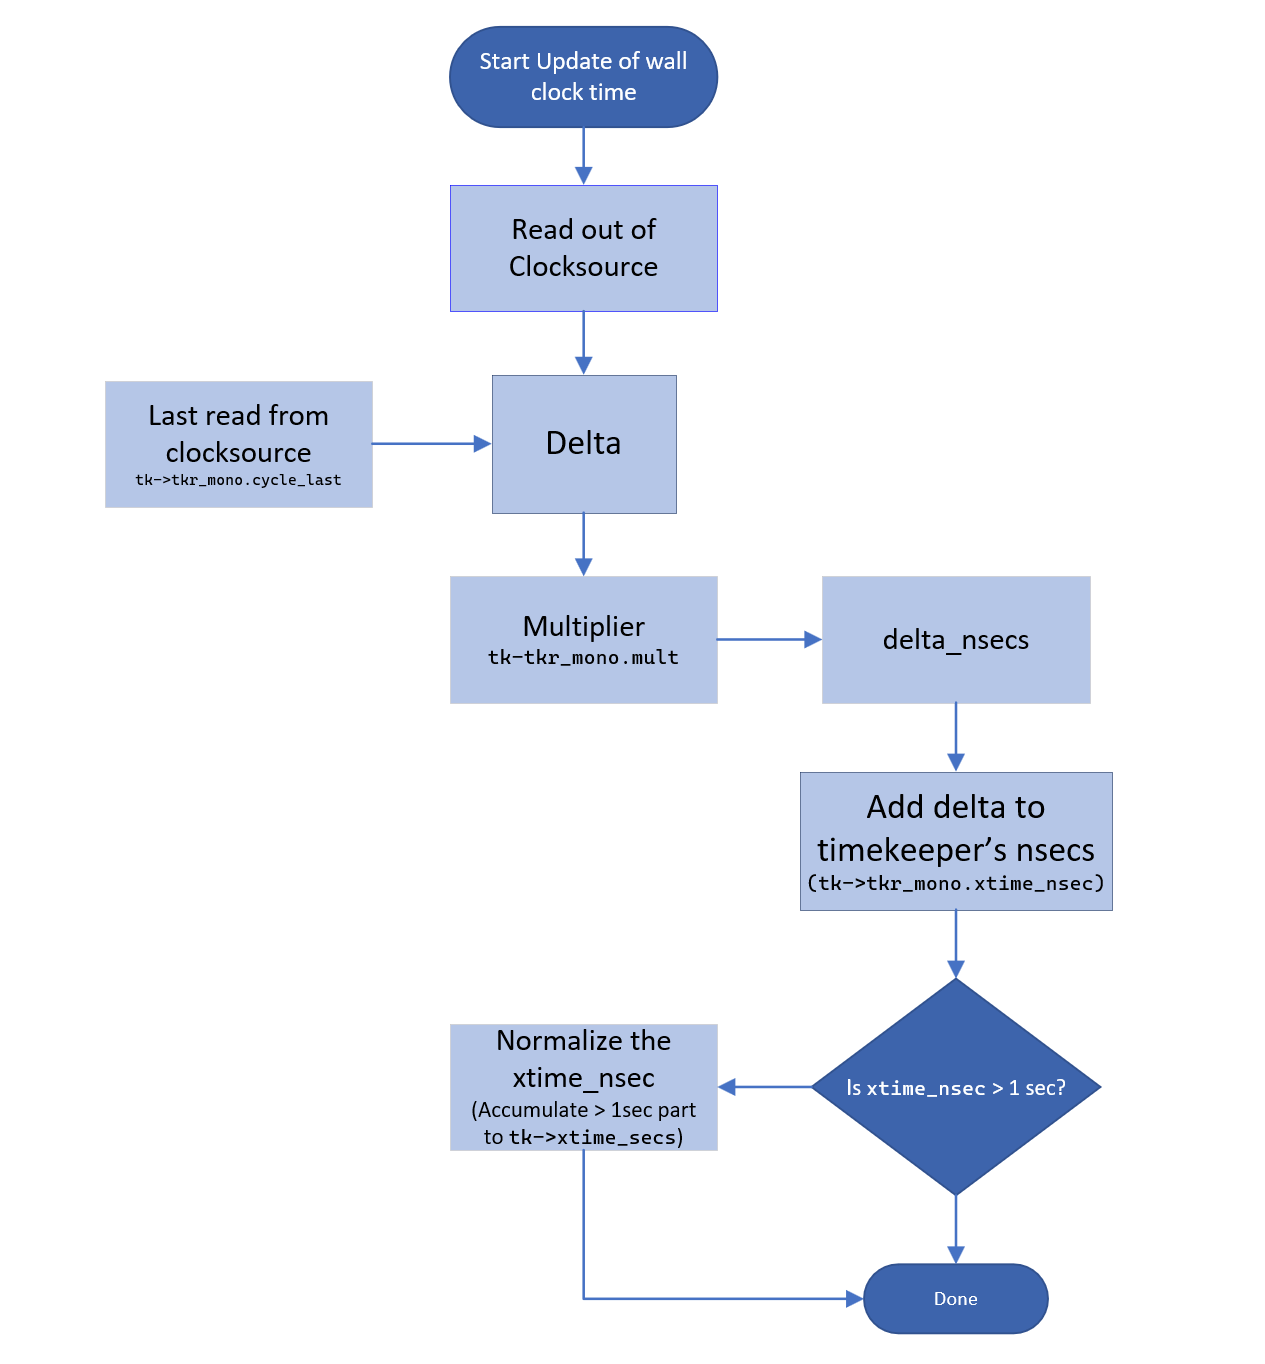 Start Update of wall
clock time
Read out of
Clocksource
Last read from
clocksource
tk->tkr_mono.cycle_last
Delta
Multiplier
tk-tkr_mono.mult
delta_nsecs
Add delta to
timekeeper’s nsecs
(tk->tkr_mono.xtime_nsec)
Is xtime_nsec > 1 sec?
Normalize the
xtime_nsec
(Accumulate > 1sec part
to tk->xtime_secs)
Done